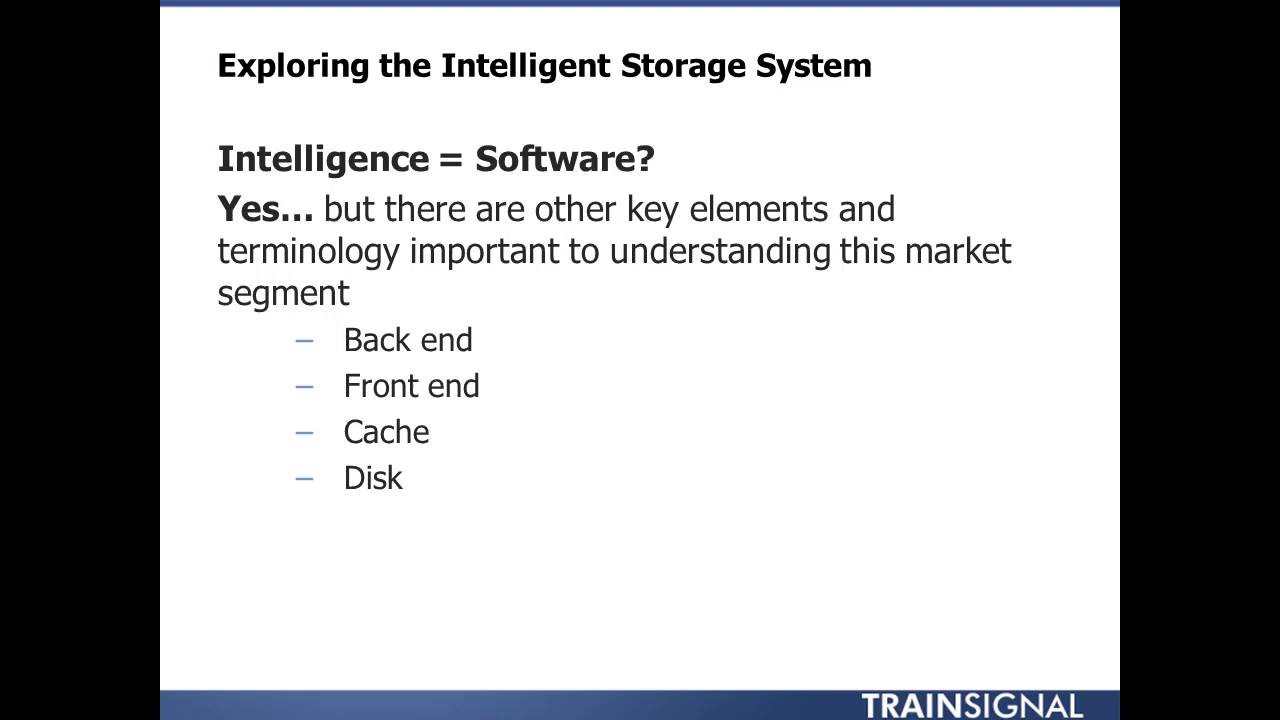 Exploring the Intelligent Storage System
Intelligence = Software?
Yes… but there are other key elements and
terminology important to understanding this market
segment
– Back end
– Front end
– Cache
– Disk
TRAINSIGNAL